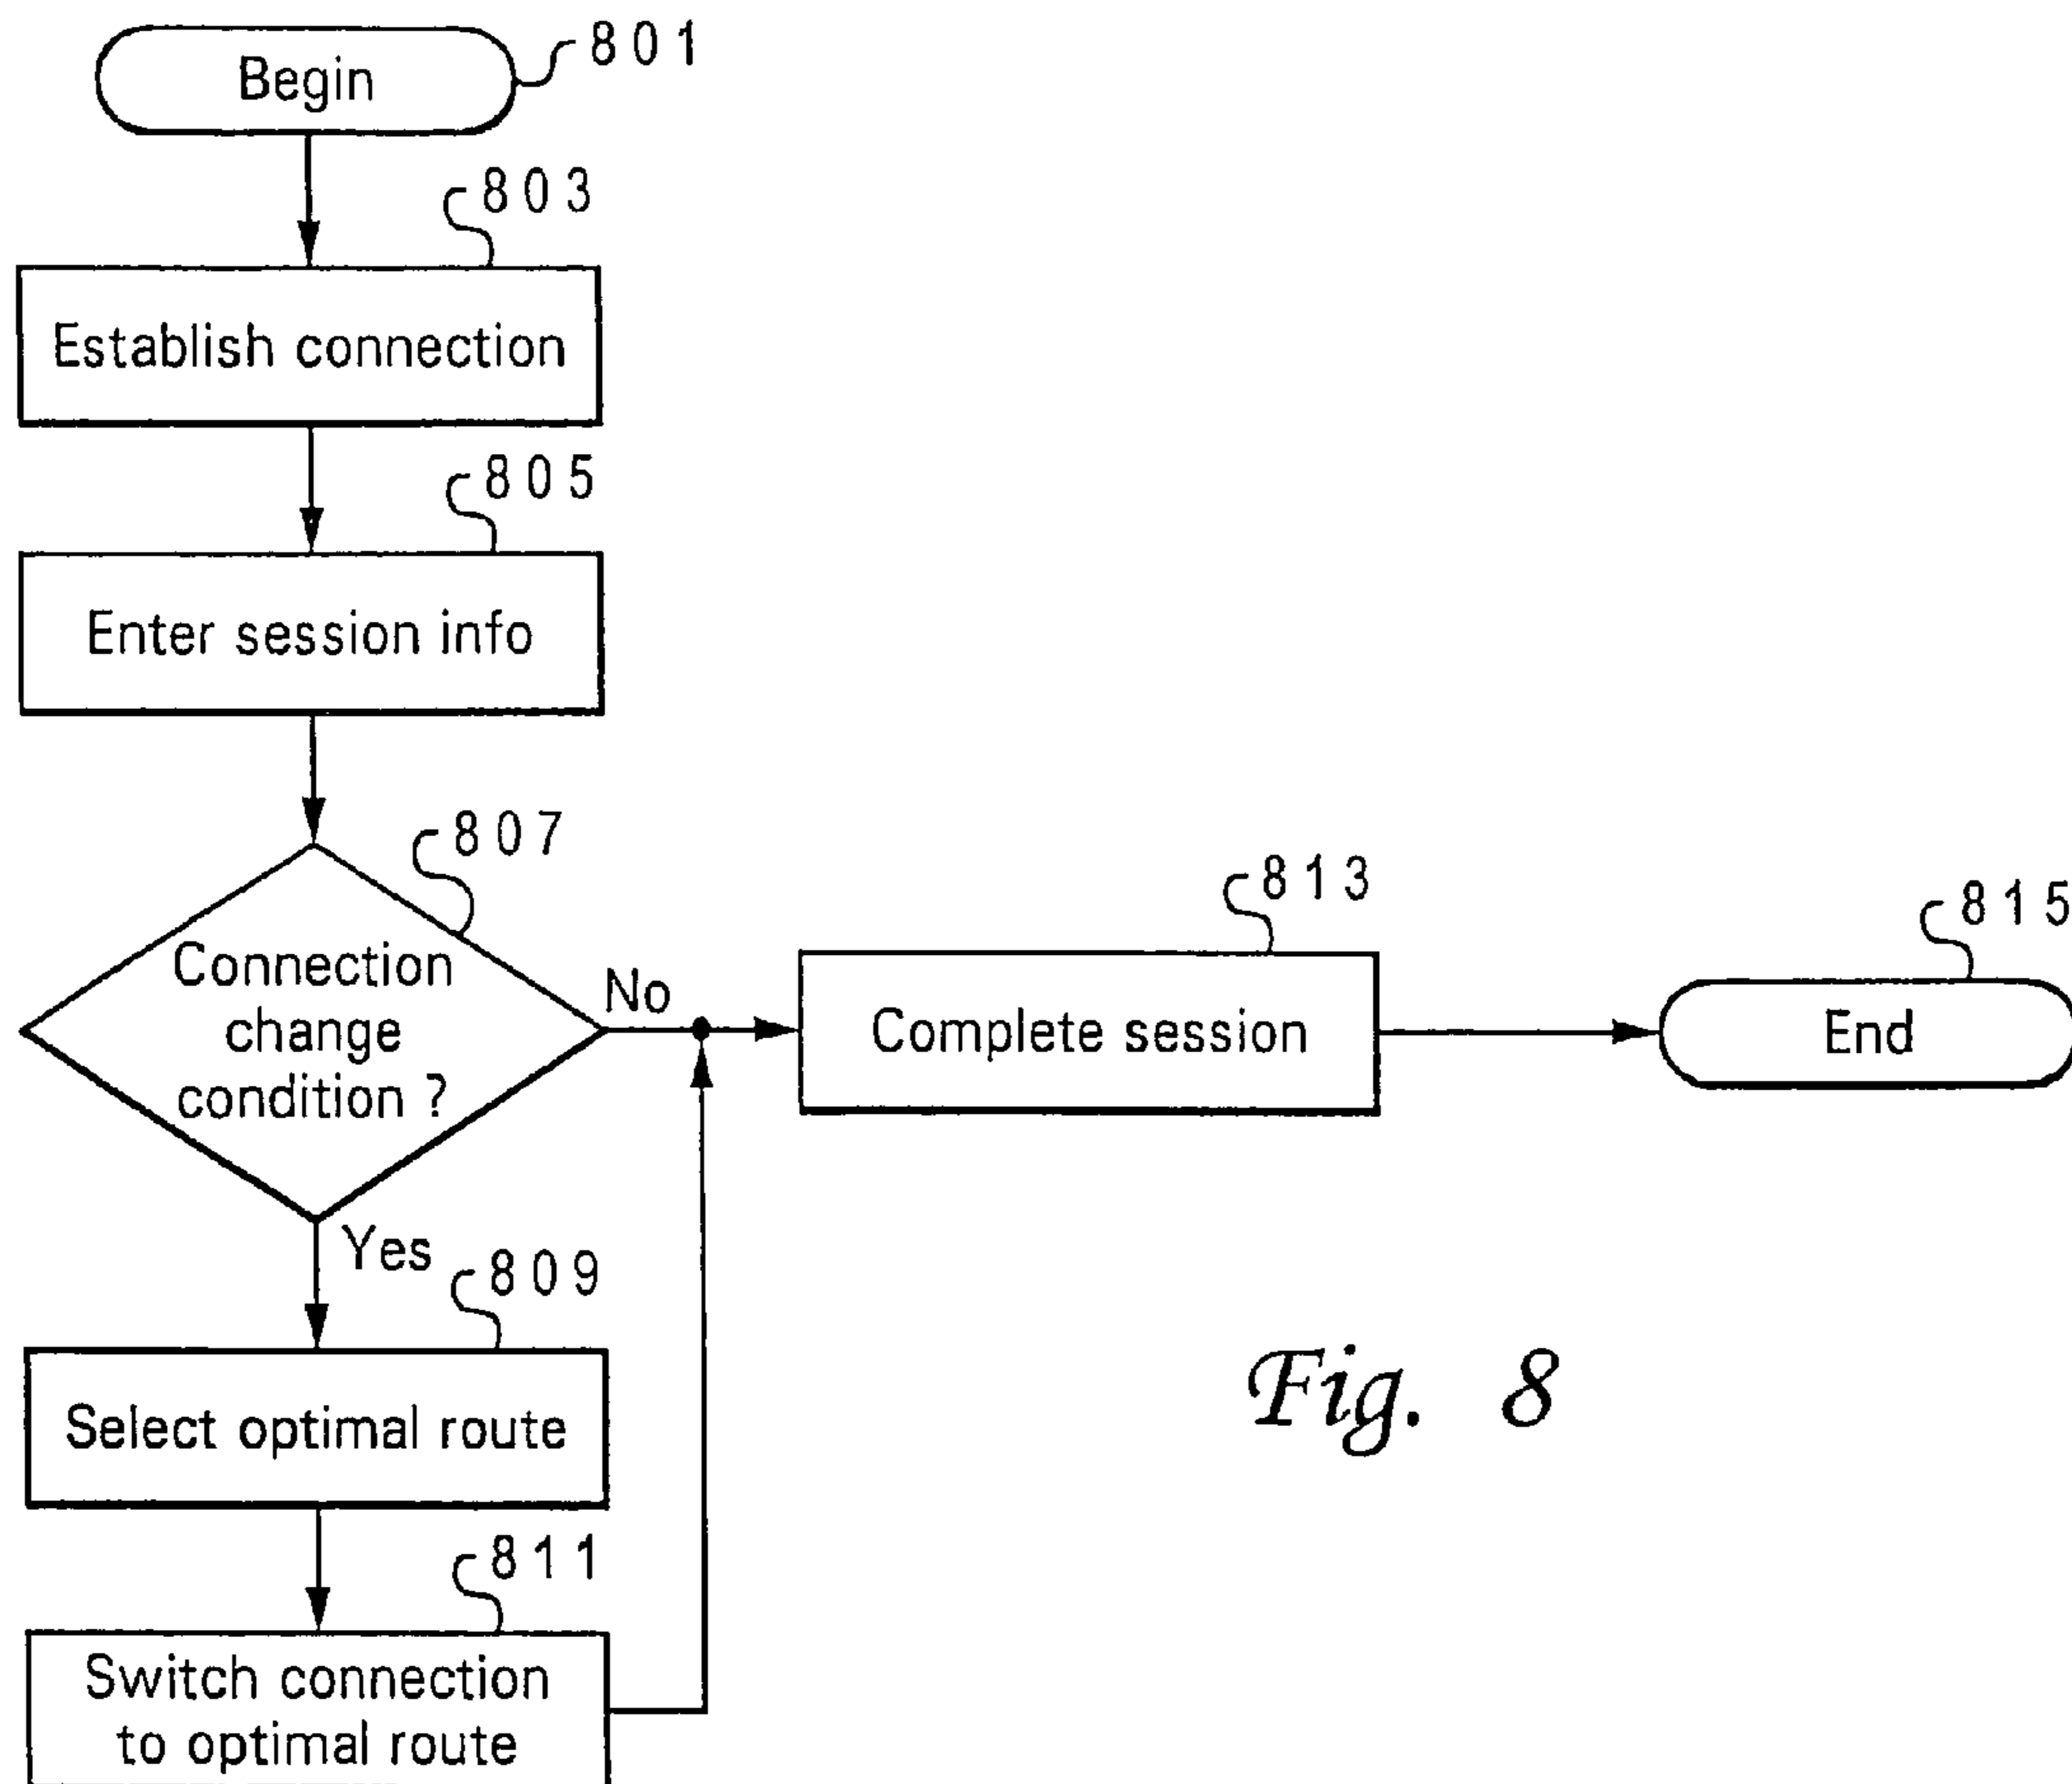 Begin
801
803
Establish connection
805
Enter session info
807
Connection
change
condition ?
No
813
Complete session
815
End
Yes
809
Select optimal route
811
Switch connection
to optimal route
Fig. 8